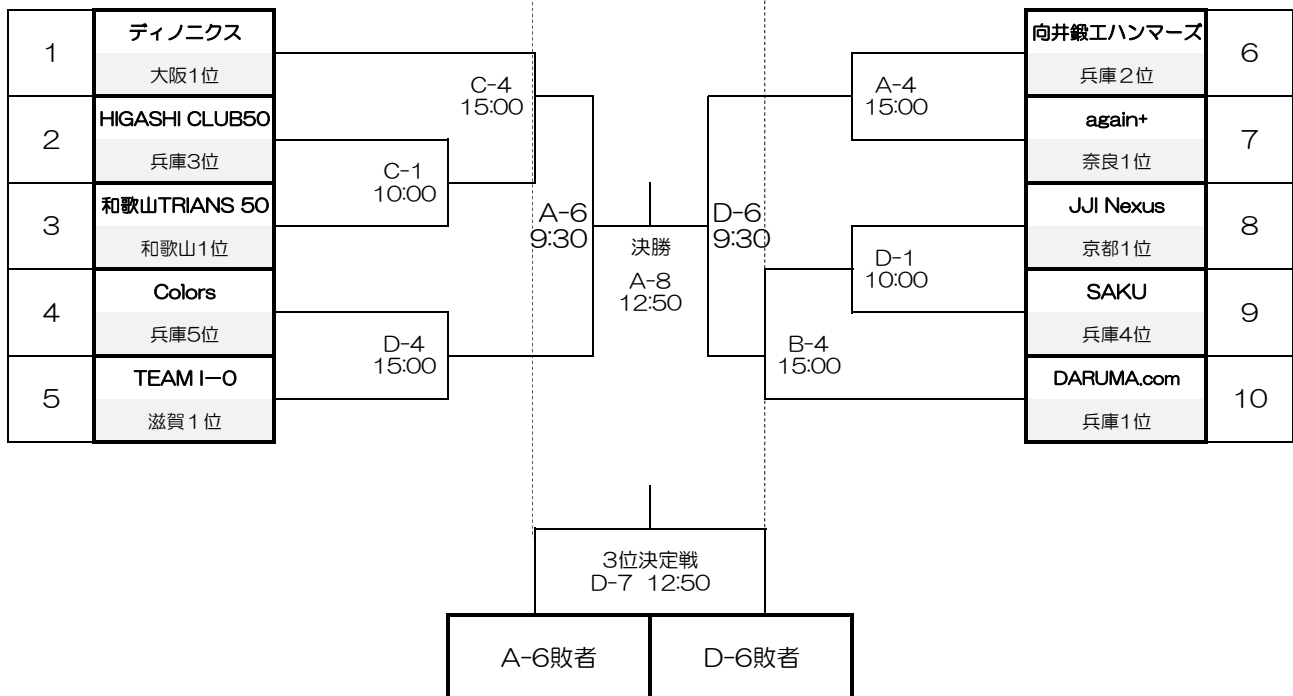 1
ディノニクス
大阪1位
2
HIGASHI CLUB50
兵庫3位
3
和歌山TRIANS 50
和歌山1位
4
Colors
兵庫5位
5
TEAM I−O
滋賀１位
C-4
15:00
C-1
10:00
D-4
15:00
A-6
9:30
決勝
A-8
12:50
D-6
9:30
A-4
15:00
D-1
10:00
B-4
15:00
向井鍛工ハンマーズ
兵庫２位
6
again+
奈良1位
7
JJI Nexus
京都1位
8
SAKU
兵庫4位
9
DARUMA.com
兵庫1位
10
3位決定戦
D-7 12:50
A-6敗者
D-6敗者